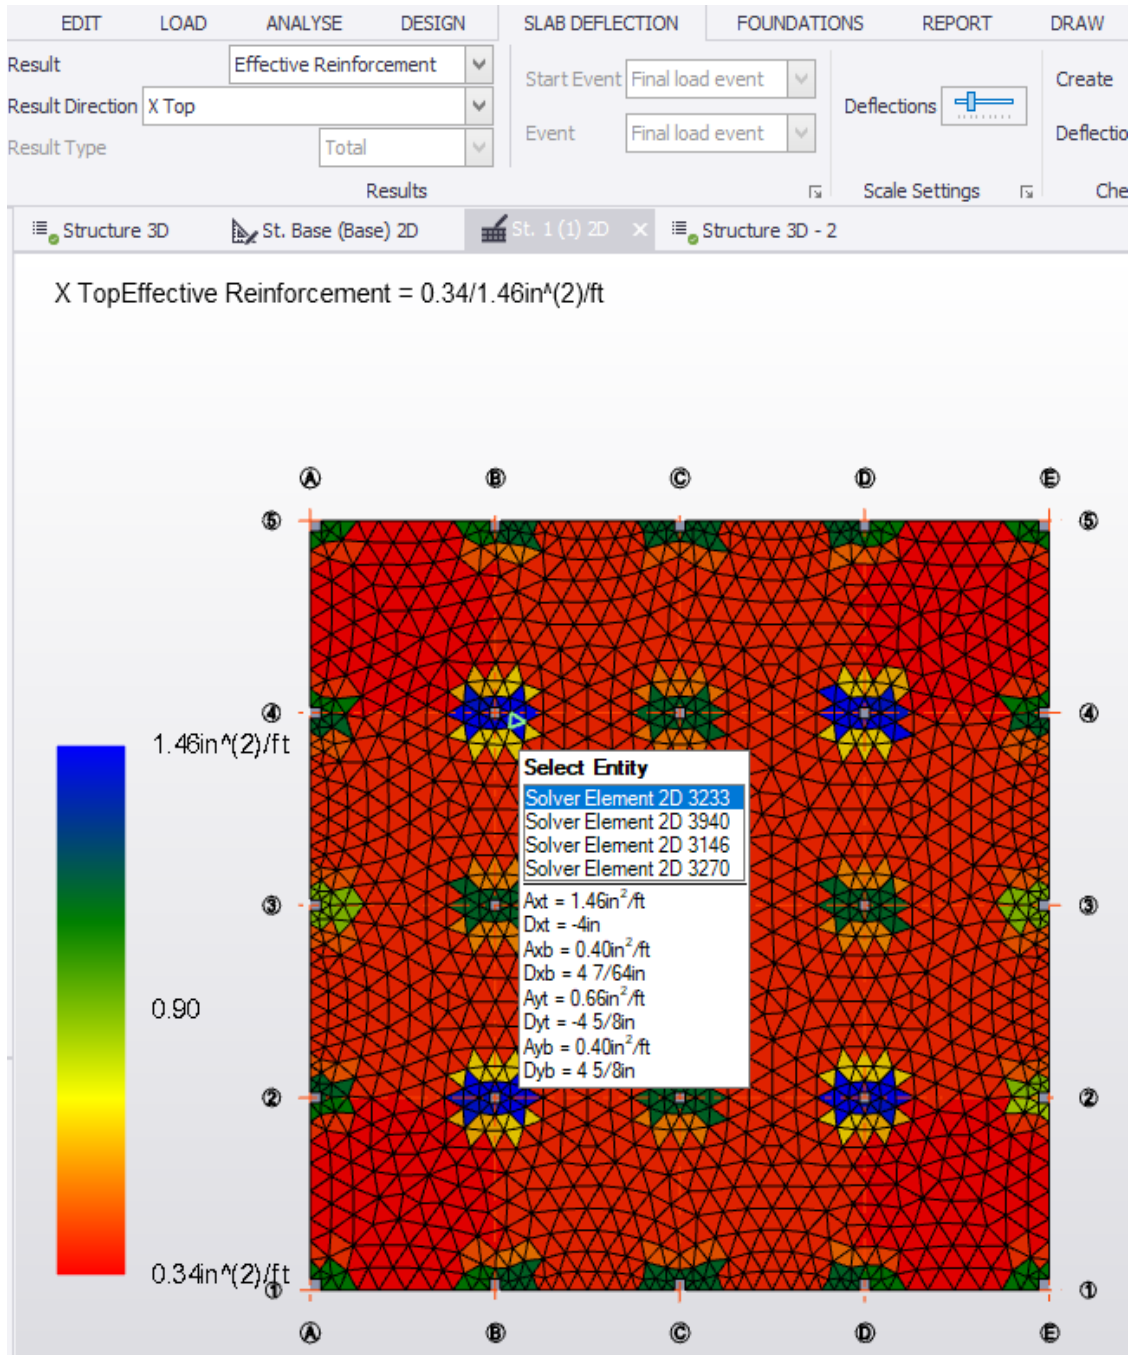 EDIT LOAD ANALYSE DESIGN SLAB DEFLECTION FOUNDATIONS REPORT DRAW
Result Effective Reinforcement Start Event Final load event Create
Result Direction X Top Deflections
Result Type Total Event Final load event Deflectio
Results Scale Settings Che
Structure 3D St. Base (Base) 2D St. 1 (1) 2D × Structure 3D - 2
X TopEffective Reinforcement = 0.34/1.46in^(2)/ft
A B C D E
5 5
4 4
1.46in^(2)/ft
Select Entity
Solver Element 2D 3233
Solver Element 2D 3940
Solver Element 2D 3146
Solver Element 2D 3270
3 3
Axt = 1.46in²/ft
Dxt = -4in
Axb = 0.40in²/ft
Dxb = 4 7/64in
0.90
Ayt = 0.66in²/ft
Dyt = -4 5/8in
Ayb = 0.40in²/ft
Dyb = 4 5/8in
2 2
0.34in^(2)/ft
1 1
A B C D E